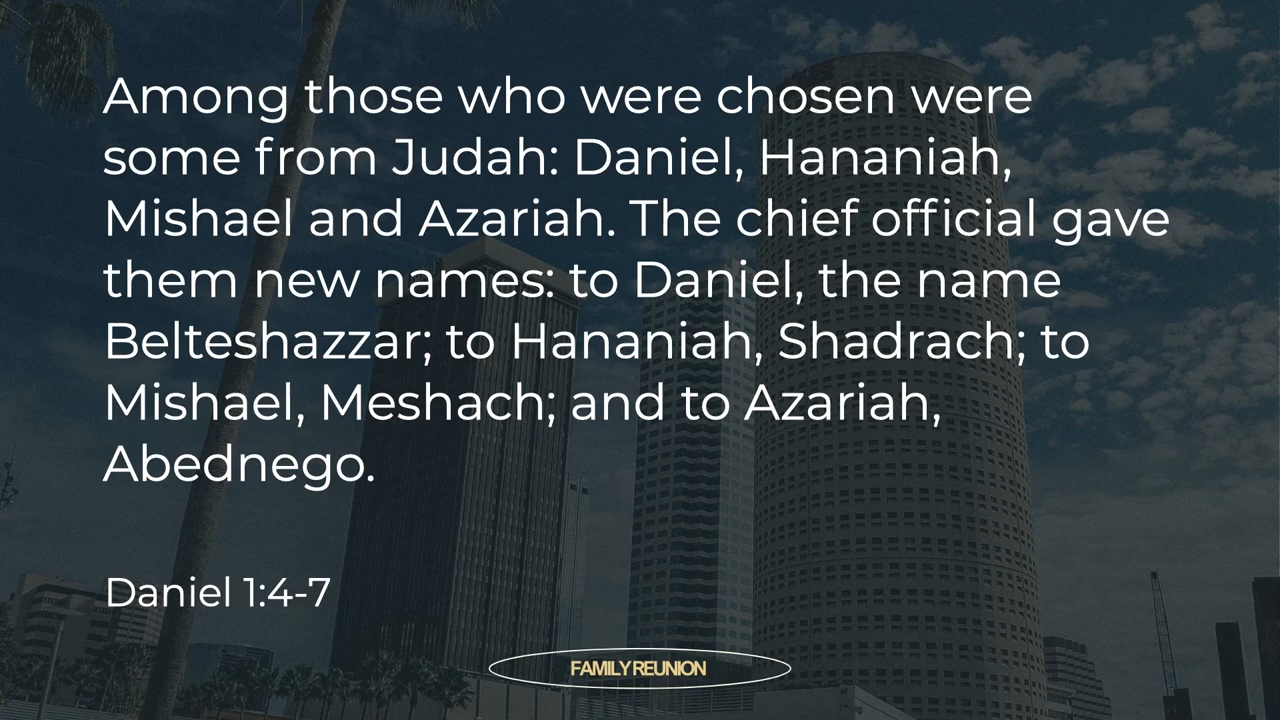 Among those who were chosen were
some from Judah: Daniel, Hananiah,
Mishael and Azariah. The chief official gave
them new names: to Daniel, the name
Belteshazzar; to Hananiah, Shadrach; to
Mishael, Meshach; and to Azariah,
Abednego.
Daniel 1:4-7
FAMILY REUNION